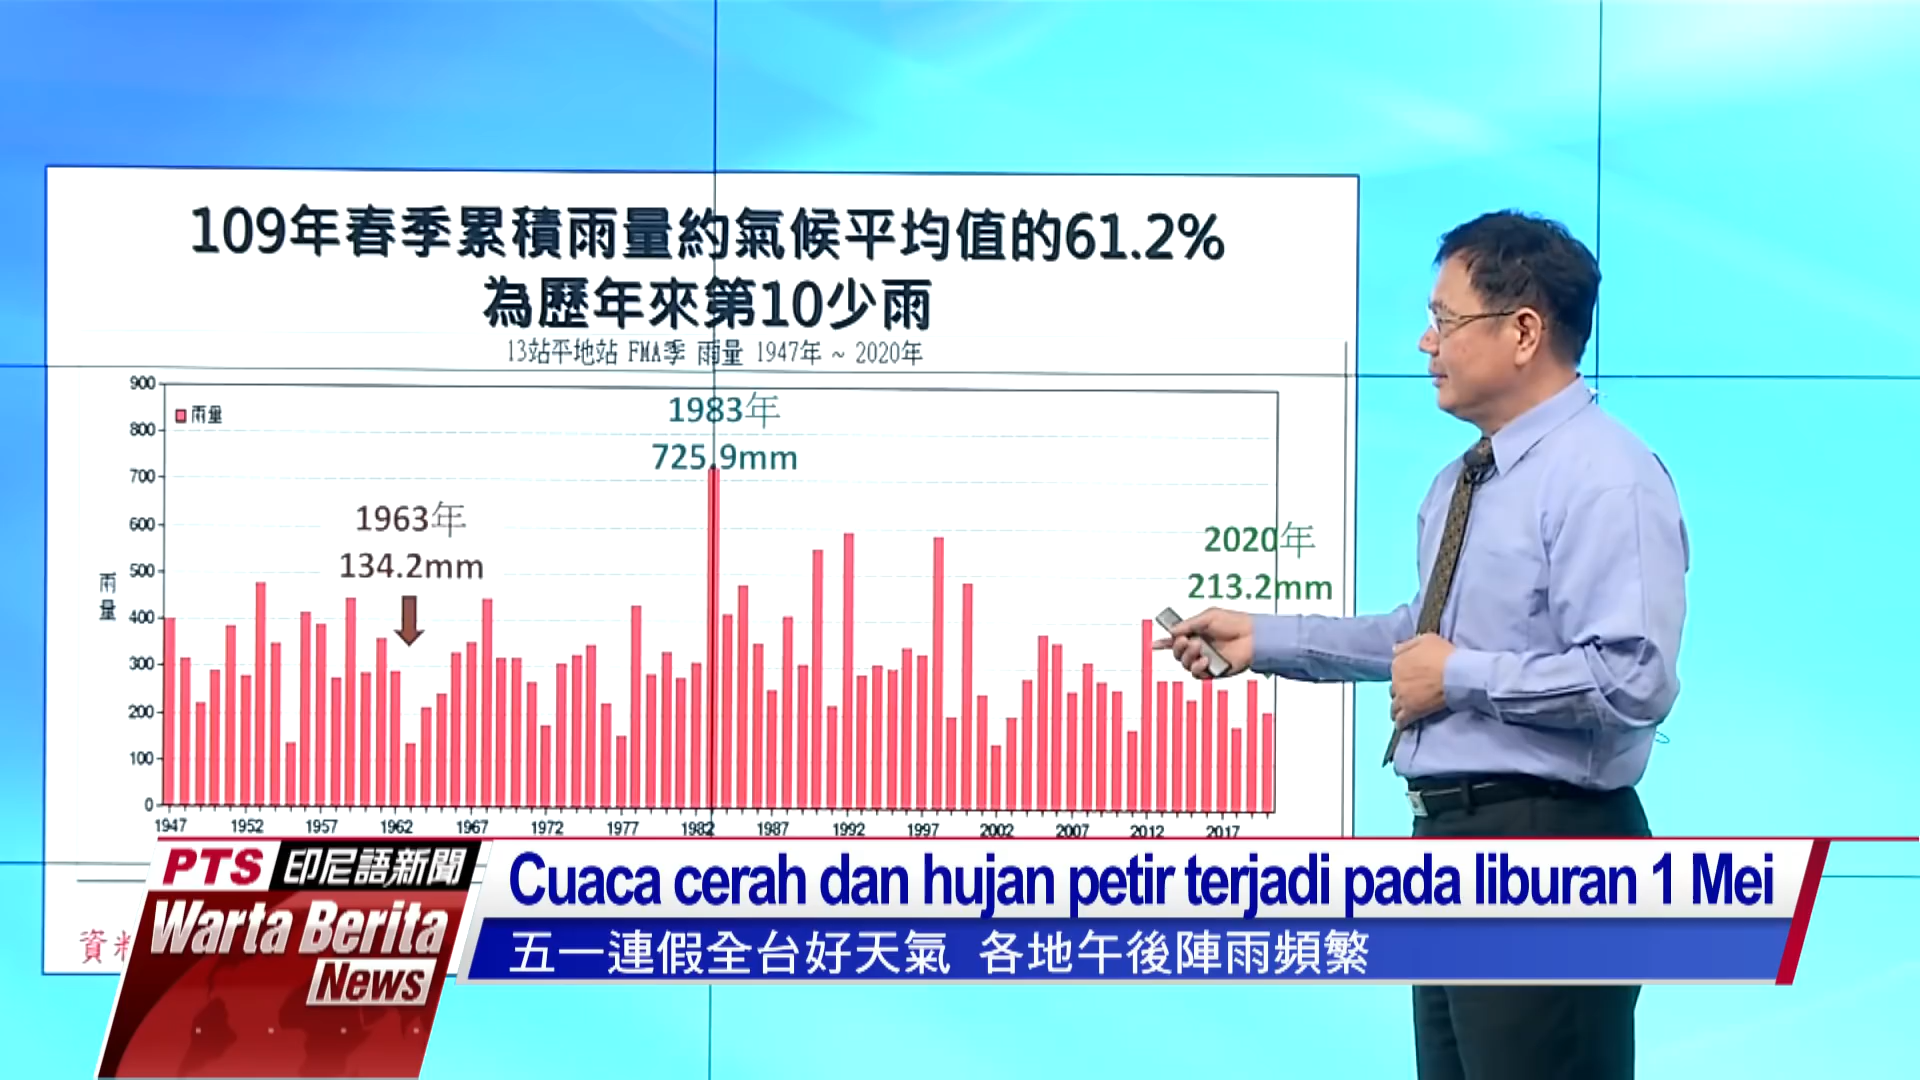 109年春季累積雨量約氣候平均值的61.2%
為歷年來第10少雨
13站平地站 FMA季 雨量 1947年 ~ 2020年
900
雨量
800
700
600
500
400
300
200
100
0
雨量
1983年
725.9mm
1963年
134.2mm
2020年
213.2mm
1947 1952 1957 1962 1967 1972 1977 1982 1987 1992 1997 2002 2007 2012 2017
PTS 印尼語新聞
Warta Berita
News
Cuaca cerah dan hujan petir terjadi pada liburan 1 Mei
五一連假全台好天氣 各地午後陣雨頻繁
資